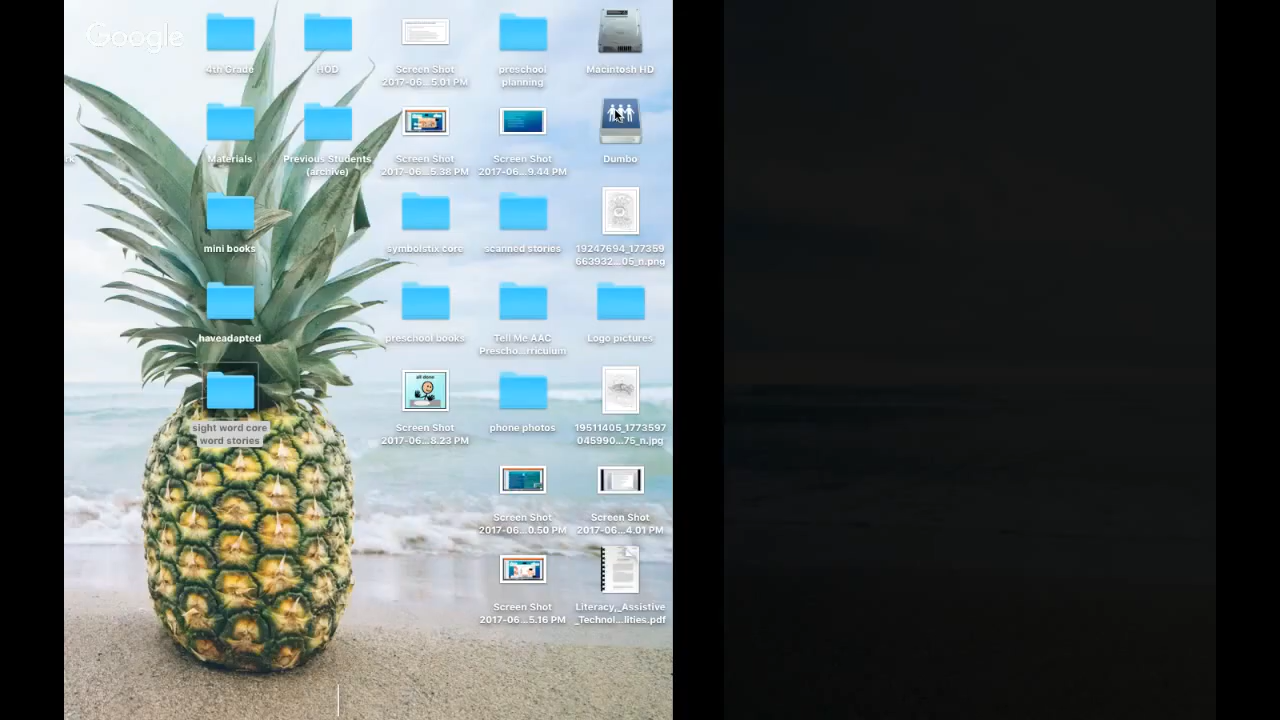 Google
4th Grade
HOD
Screen Shot
2017-06...5.01 PM
preschool
planning
Macintosh HD
Materials
Previous Students
(archive)
Screen Shot
2017-06...5.38 PM
Screen Shot
2017-06... 9.44 PM
Dumbo
mini books
symbolstix core
scanned stories
19247694_177359
663932...05_n.png
haveadapted
preschool books
Tell Me AAC
Prescho...rriculum
Logo pictures
sight word core
word stories
Screen Shot
2017-06...8.23 PM
phone photos
19511405_1773597
045990...75_n.jpg
Screen Shot
2017-06...0.50 PM
Screen Shot
2017-06...4.01 PM
Screen Shot
2017-06...5.16 PM
Literacy,_Assistive
_Technol...lities.pdf
all done